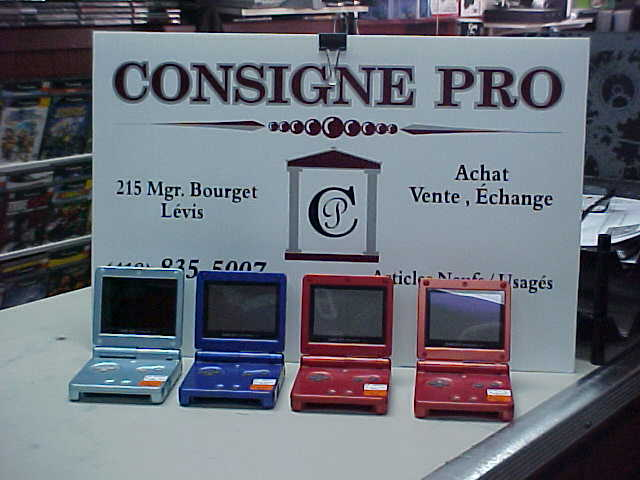 CONSIGNE PRO
215 Mgr. Bourget
Lévis
Achat
Vente , Échange
CP
835-5007
Articles Neufs / Usagés